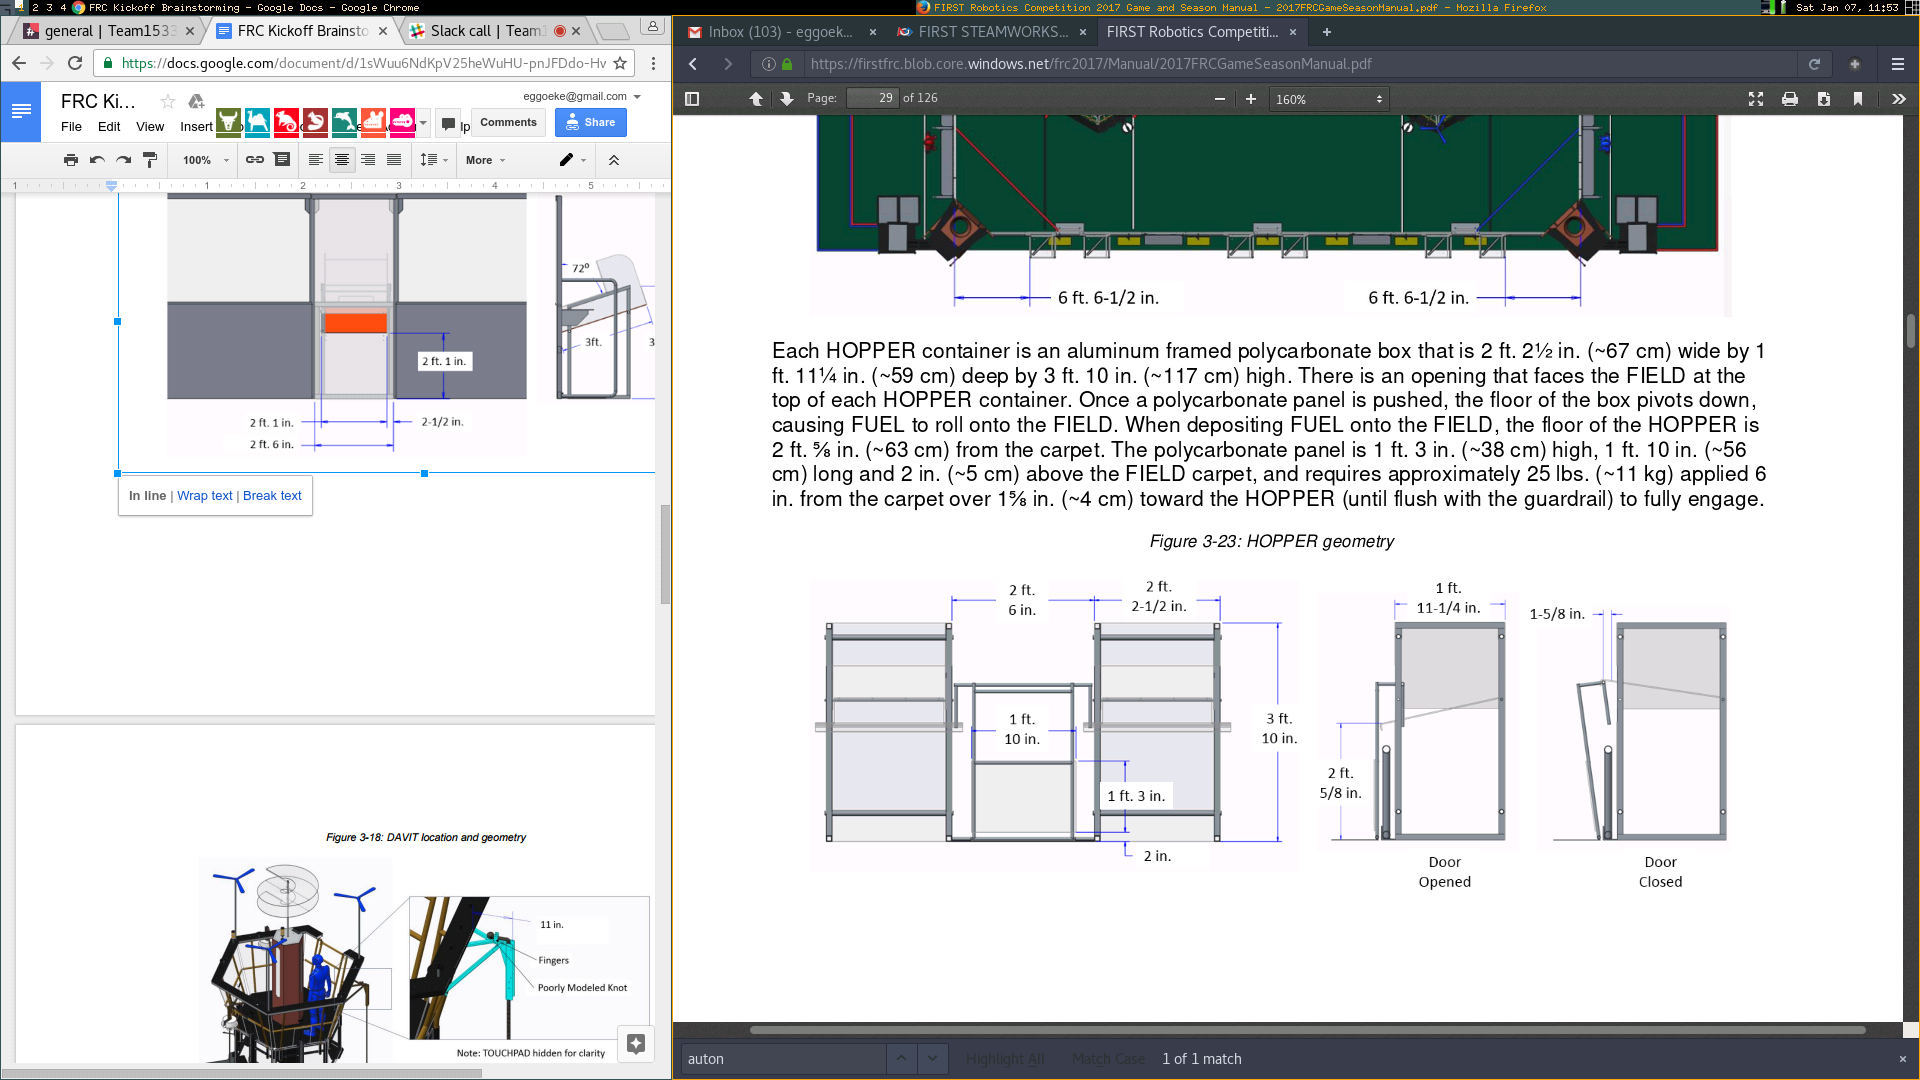 1 2 3 4 FRC Kickoff Brainstorming - Google Docs - Google Chrome
FIRST Robotics Competition 2017 Game and Season Manual - 2017FRCGameSeasonManual.pdf - Mozilla Firefox
Sat Jan 07, 11:53
general | Team1533
FRC Kickoff Brainsto
Slack call | Team1
https://docs.google.com/document/d/1sWuu6NdKpV25heWuHU-pnJFDdo-Hv
FRC Ki...
eggoeke@gmail.com
File Edit View Insert lp
Comments
Share
100%
More
1 1 2 3 4 5
72º
3ft.
3
2 ft. 1 in.
2 ft. 1 in.
2-1/2 in.
2 ft. 6 in.
In line | Wrap text | Break text
Figure 3-18: DAVIT location and geometry
11 in.
Fingers
Poorly Modeled Knot
Note: TOUCHPAD hidden for clarity
Inbox (103) - eggoek...
FIRST STEAMWORKS...
FIRST Robotics Competiti...
https://firstfrc.blob.core.windows.net/frc2017/Manual/2017FRCGameSeasonManual.pdf
Page: 29 of 126
160%
6 ft. 6-1/2 in.
6 ft. 6-1/2 in.
Each HOPPER container is an aluminum framed polycarbonate box that is 2 ft. 2½ in. (~67 cm) wide by 1
ft. 11¼ in. (~59 cm) deep by 3 ft. 10 in. (~117 cm) high. There is an opening that faces the FIELD at the
top of each HOPPER container. Once a polycarbonate panel is pushed, the floor of the box pivots down,
causing FUEL to roll onto the FIELD. When depositing FUEL onto the FIELD, the floor of the HOPPER is
2 ft. ⅝ in. (~63 cm) from the carpet. The polycarbonate panel is 1 ft. 3 in. (~38 cm) high, 1 ft. 10 in. (~56
cm) long and 2 in. (~5 cm) above the FIELD carpet, and requires approximately 25 lbs. (~11 kg) applied 6
in. from the carpet over 1⅝ in. (~4 cm) toward the HOPPER (until flush with the guardrail) to fully engage.
Figure 3-23: HOPPER geometry
2 ft.
6 in.
2 ft.
2-1/2 in.
1 ft.
11-1/4 in.
1-5/8 in.
1 ft.
10 in.
3 ft.
10 in.
1 ft. 3 in.
2 ft.
5/8 in.
2 in.
Door
Opened
Door
Closed
auton
Highlight All
Match Case
1 of 1 match